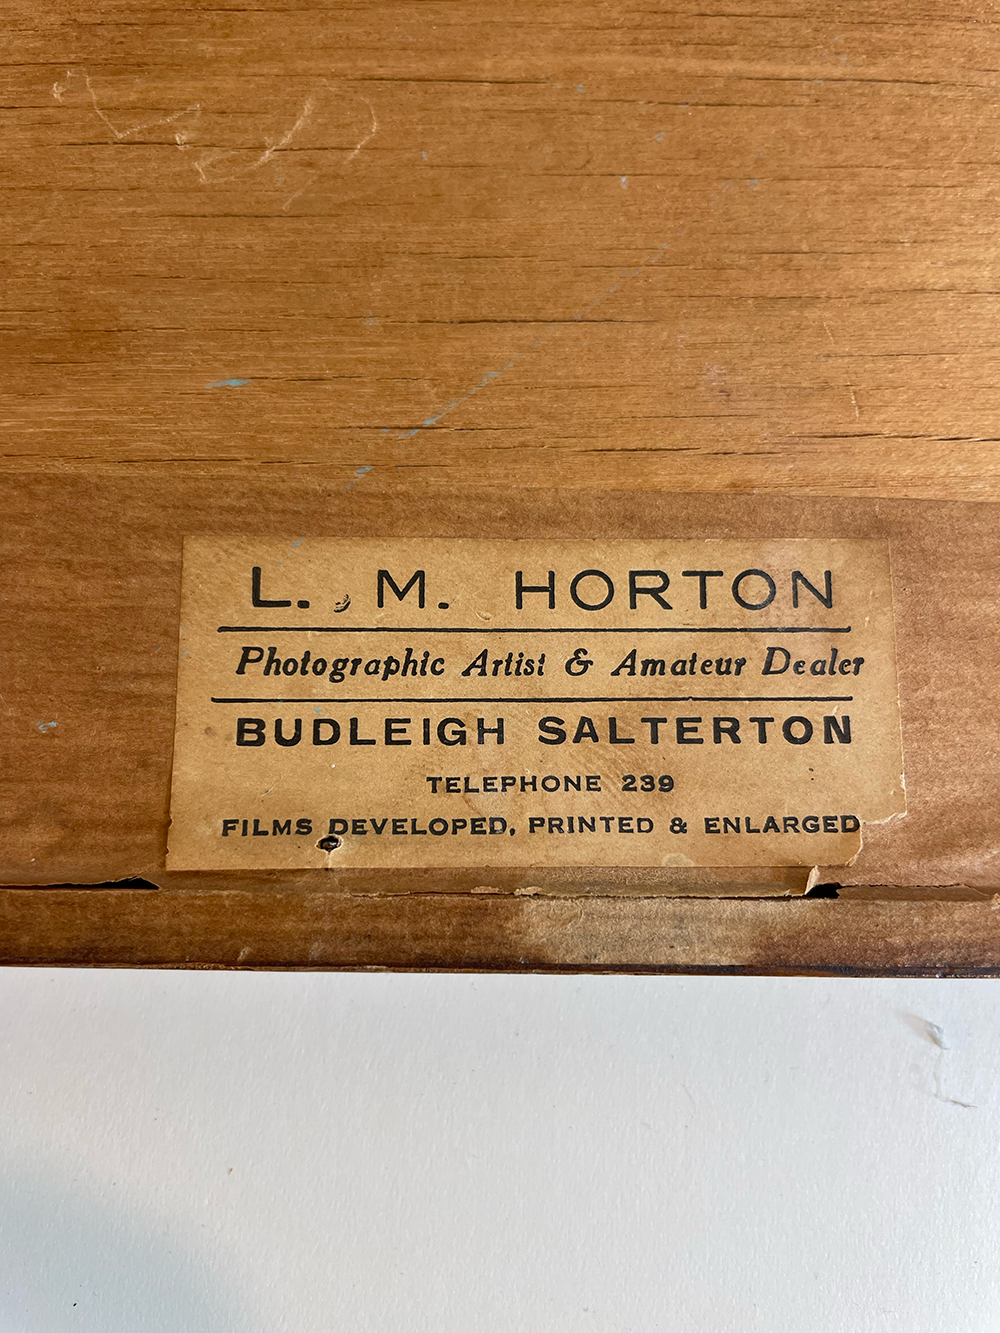 L. M. HORTON
Photographic Artist & Amateur Dealer
BUDLEIGH SALTERTON
TELEPHONE 239
FILMS DEVELOPED, PRINTED & ENLARGED